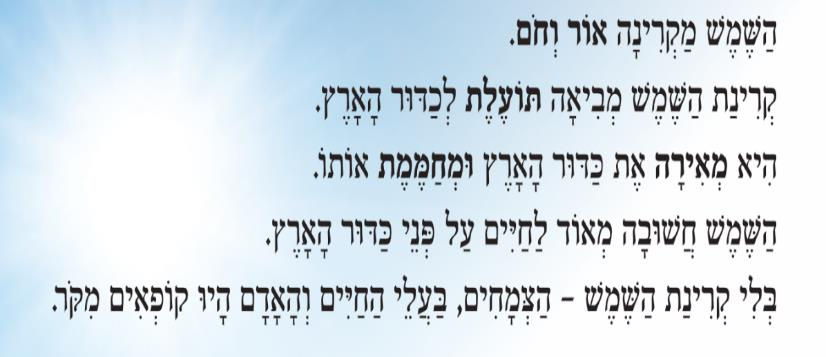 הַשֶּׁמֶשׁ מַקְרִינָה אוֹר וְחֹם.
קְרִינַת הַשֶּׁמֶשׁ מְבִיאָה תּוֹעֶלֶת לְכַדּוּר הָאָרֶץ.
הִיא מְאִירָה אֶת כַּדּוּר הָאָרֶץ וּמְחַמֶּמֶת אוֹתוֹ.
הַשֶּׁמֶשׁ חֲשׁוּבָה מְאוֹד לַחַיִּים עַל פְּנֵי כַּדּוּר הָאָרֶץ.
בְּלִי קְרִינַת הַשֶּׁמֶשׁ – הַצְּמָחִים, בַּעֲלֵי הַחַיִּים וְהָאָדָם הָיוּ קוֹפְאִים מִקֹּר.